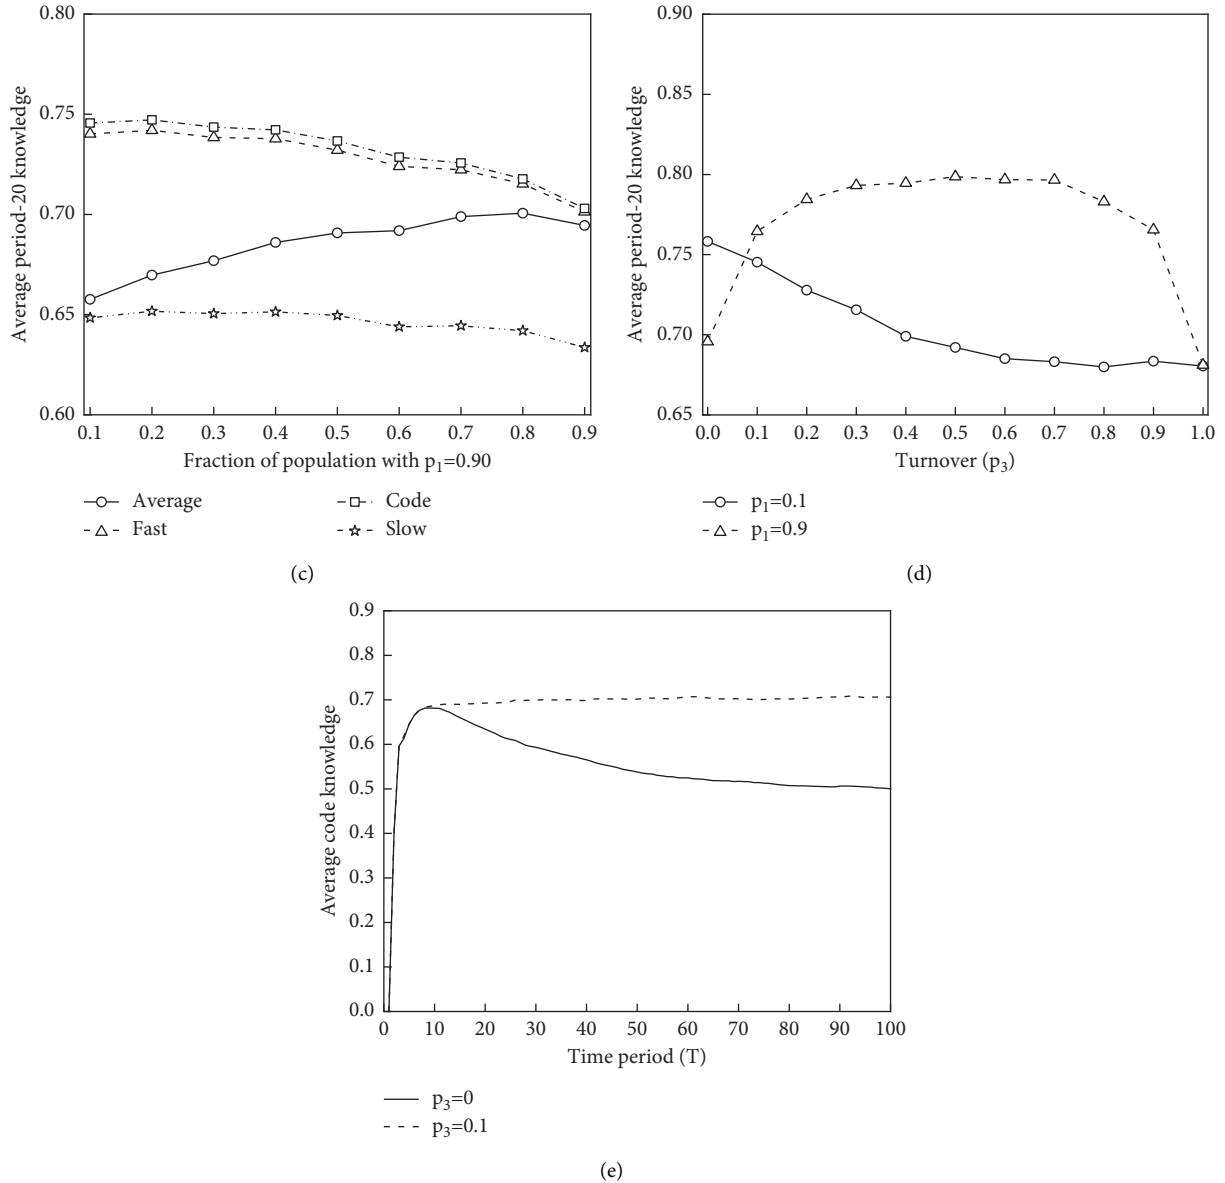 0.80
0.75
0.70
0.65
0.60
Average period-20 knowledge
0.1 0.2 0.3 0.4 0.5 0.6 0.7 0.8 0.9
Fraction of population with p₁=0.90
Average
Code
Fast
Slow
(c)
0.90
0.85
0.80
0.75
0.70
0.65
Average period-20 knowledge
0.0 0.1 0.2 0.3 0.4 0.5 0.6 0.7 0.8 0.9 1.0
Turnover (p₃)
p₁=0.1
p₁=0.9
(d)
0.9
0.8
0.7
0.6
0.5
0.4
0.3
0.2
0.1
0.0
Average code knowledge
0 10 20 30 40 50 60 70 80 90 100
Time period (T)
p₃=0
p₃=0.1
(e)